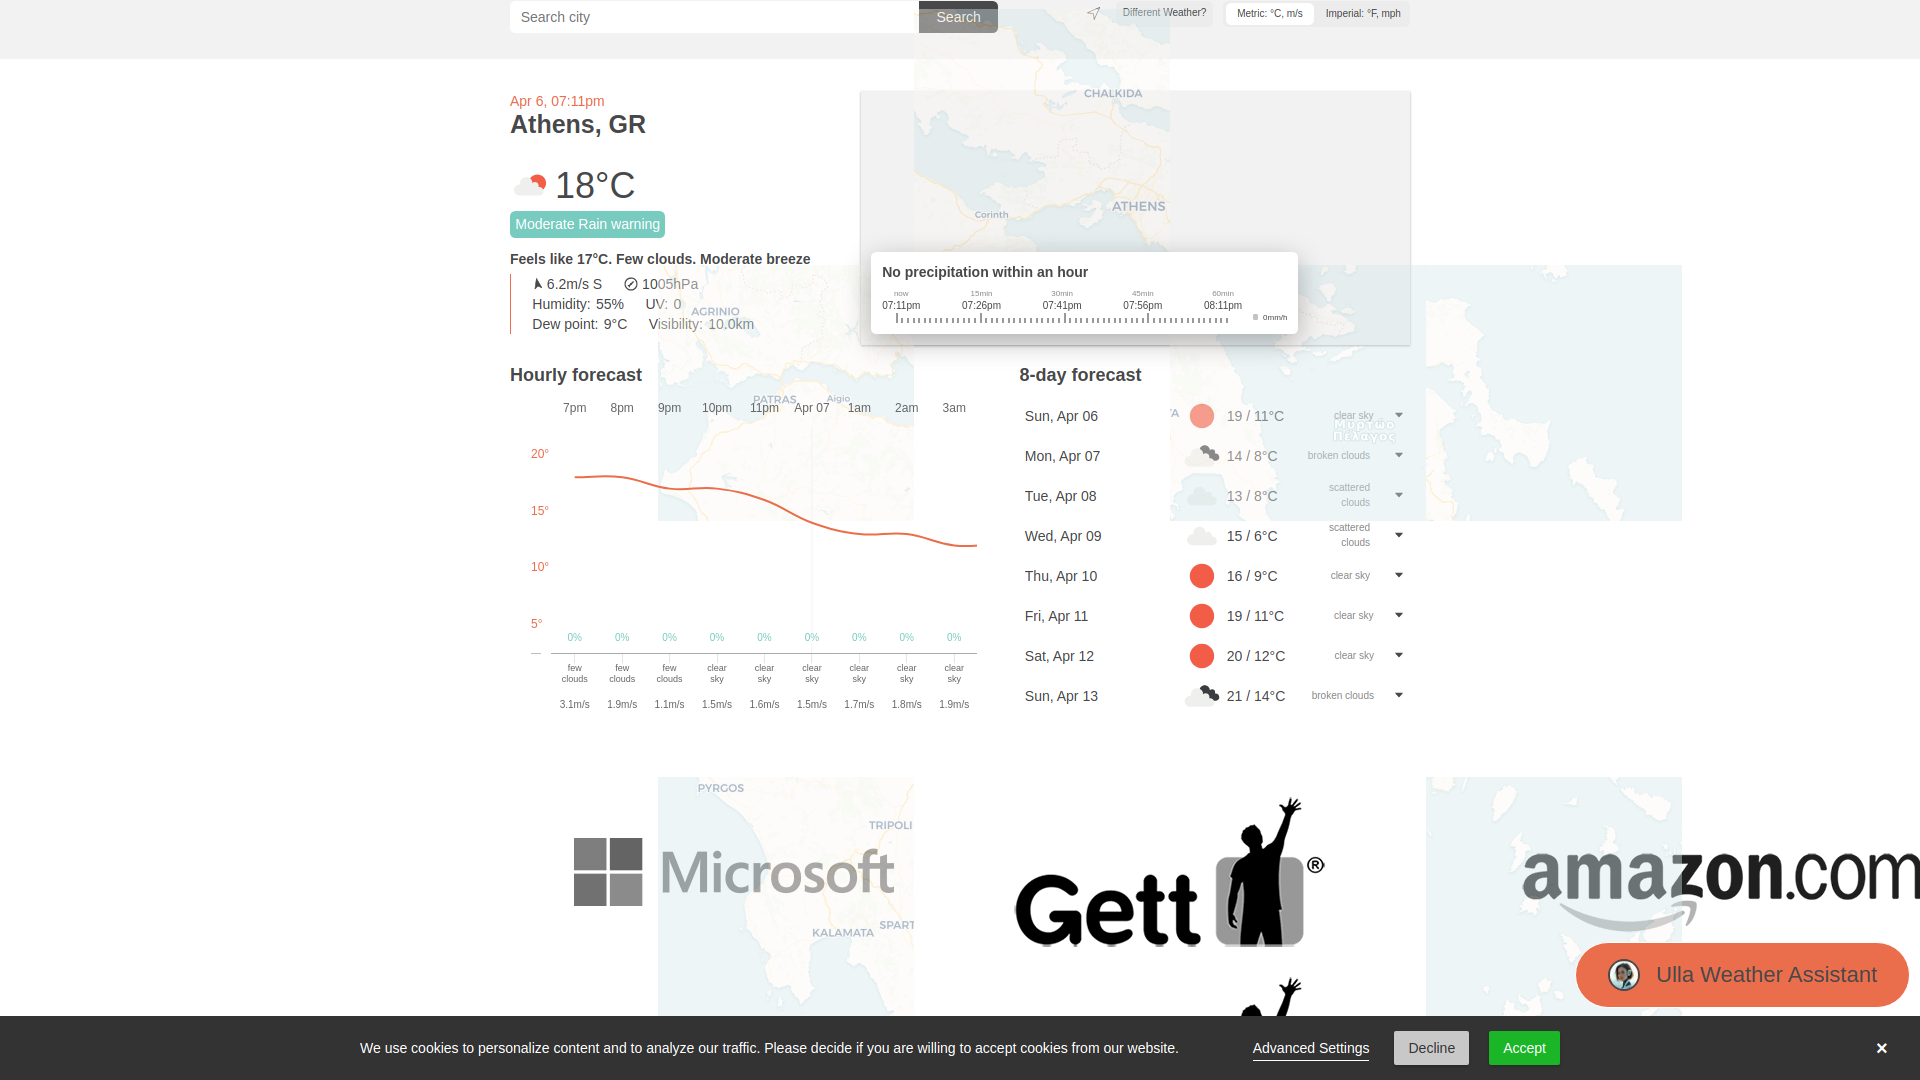 Search city
Search
Different Weather?
Metric: °C, m/s
Imperial: °F, mph
Apr 6, 07:11pm
Athens, GR
18°C
Moderate Rain warning
Feels like 17°C. Few clouds. Moderate breeze
6.2m/s S
1005hPa
Humidity: 55%
UV: 0
Dew point: 9°C
Visibility: 10.0km
CHALKIDA
ATHENS
Corinth
No precipitation within an hour
now 15min 30min 45min 60min
07:11pm 07:26pm 07:41pm 07:56pm 08:11pm
0mm/h
AGRINIO
PATRAS
Aigio
Hourly forecast
7pm 8pm 9pm 10pm 11pm Apr 07 1am 2am 3am
20°
15°
10°
5°
0% 0% 0% 0% 0% 0% 0% 0% 0%
few clouds few clouds few clouds clear sky clear sky clear sky clear sky clear sky clear sky
3.1m/s 1.9m/s 1.1m/s 1.5m/s 1.6m/s 1.5m/s 1.7m/s 1.8m/s 1.9m/s
8-day forecast
Sun, Apr 06 19 / 11°C clear sky
Μυρτώο
Πέλαγος
Mon, Apr 07 14 / 8°C broken clouds
Tue, Apr 08 13 / 8°C scattered clouds
Wed, Apr 09 15 / 6°C scattered clouds
Thu, Apr 10 16 / 9°C clear sky
Fri, Apr 11 19 / 11°C clear sky
Sat, Apr 12 20 / 12°C clear sky
Sun, Apr 13 21 / 14°C broken clouds
PYRGOS
TRIPOLI
KALAMATA
SPART
Microsoft
Gett®
amazon.com
Ulla Weather Assistant
We use cookies to personalize content and to analyze our traffic. Please decide if you are willing to accept cookies from our website.
Advanced Settings
Decline
Accept
×